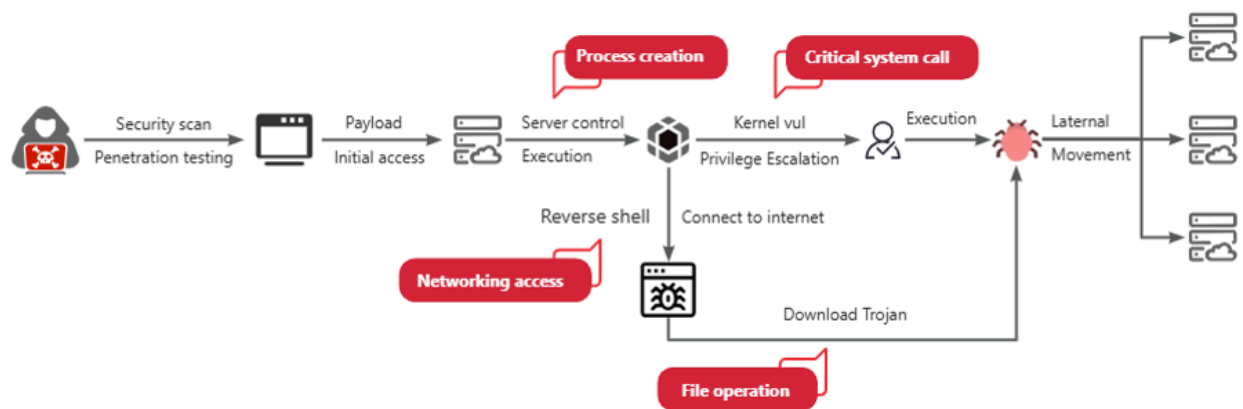 Process creation
Critical system call
Security scan
Penetration testing
Payload
Initial access
Server control
Execution
Kernel vul
Privilege Escalation
Execution
Laternal
Movement
Reverse shell
Connect to internet
Networking access
Download Trojan
File operation